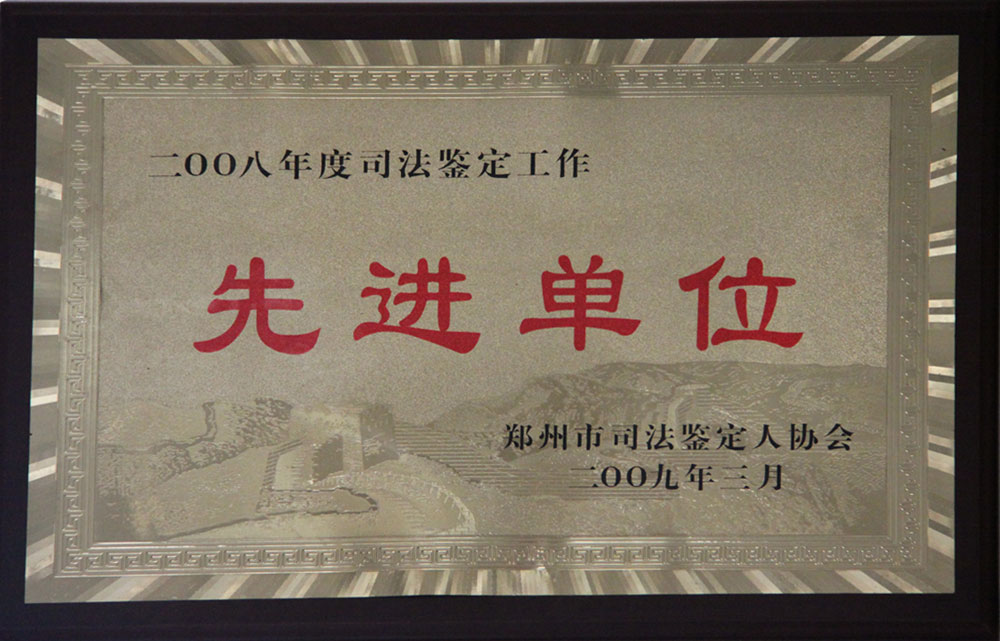 二OO八年度司法鉴定工作
先进单位
郑州市司法鉴定人协会
二OO九年三月